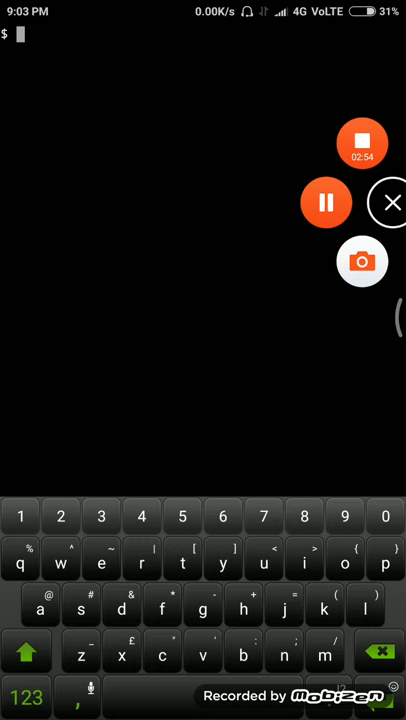 9:03 PM 0.00K/s 4G VoLTE 31%
$
02:54
1 2 3 4 5 6 7 8 9 0
% ^ ~ | [ ] < > { }
q w e r t y u i o p
@ # & * - + = ( )
a s d f g h j k l
_ £ " ' : ; /
z x c v b n m
123 , !?
Recorded by mobizen